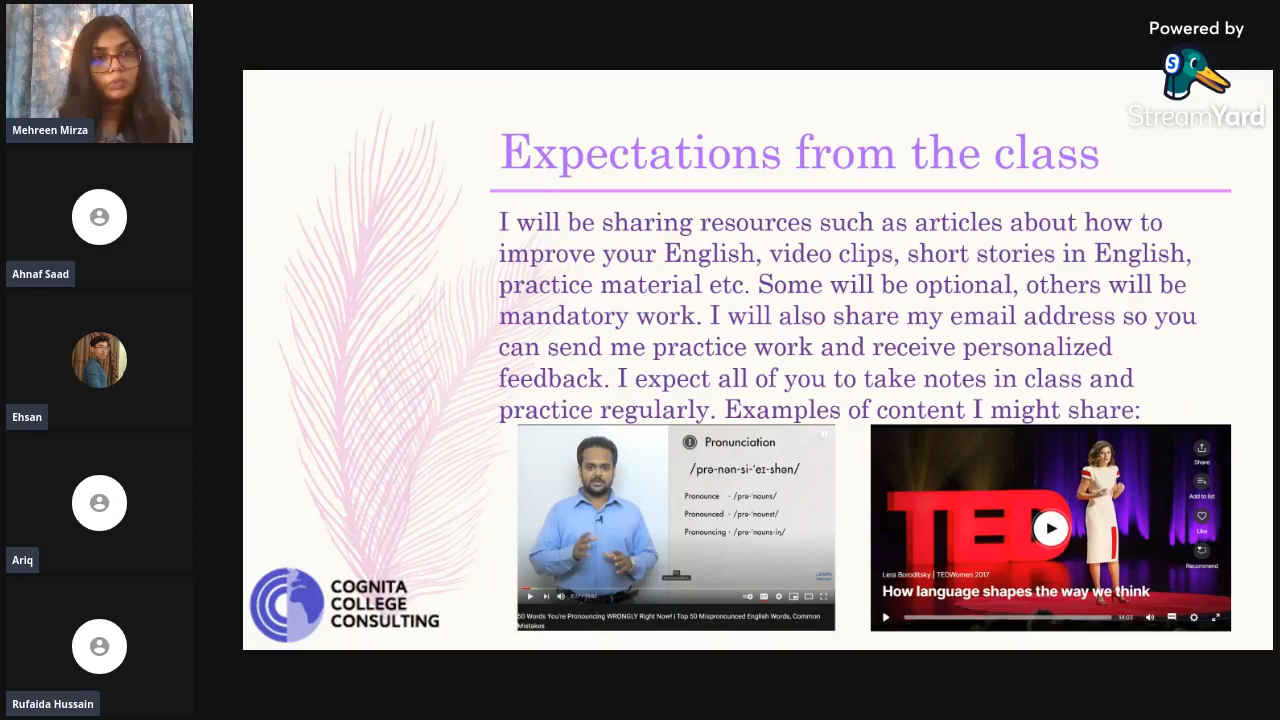 Powered by
StreamYard
Mehreen Mirza
Ahnaf Saad
Ehsan
Ariq
Rufaida Hussain
Expectations from the class
I will be sharing resources such as articles about how to
improve your English, video clips, short stories in English,
practice material etc. Some will be optional, others will be
mandatory work. I will also share my email address so you
can send me practice work and receive personalized
feedback. I expect all of you to take notes in class and
practice regularly. Examples of content I might share:
Pronunciation
/prə-nən-si-ˈeɪ-shən/
Pronounce - /prə-ˈnauns/
Pronounced - /prə-ˈnaunst/
Pronouncing - /prə-ˈnauns-iŋ/
50 Words You're Pronouncing WRONGLY Right Now! | Top 50 Mispronounced English Words, Common
Mistakes
TED
Share
Add to list
Like
Recommend
Lera Boroditsky | TEDWomen 2017
How language shapes the way we think
14:03
COGNITA
COLLEGE
CONSULTING